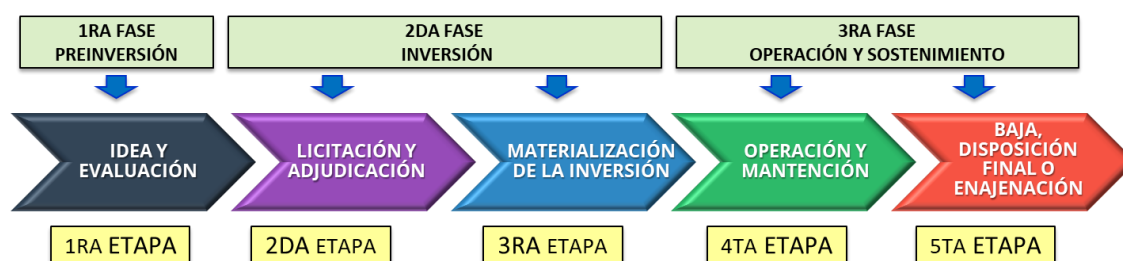 1RA FASE
PREINVERSIÓN
2DA FASE
INVERSIÓN
3RA FASE
OPERACIÓN Y SOSTENIMIENTO
IDEA Y
EVALUACIÓN
LICITACIÓN Y
ADJUDICACIÓN
MATERIALIZACIÓN
DE LA INVERSIÓN
OPERACIÓN Y
MANTENCIÓN
BAJA,
DISPOSICIÓN
FINAL O
ENAJENACIÓN
1RA ETAPA
2DA ETAPA
3RA ETAPA
4TA ETAPA
5TA ETAPA